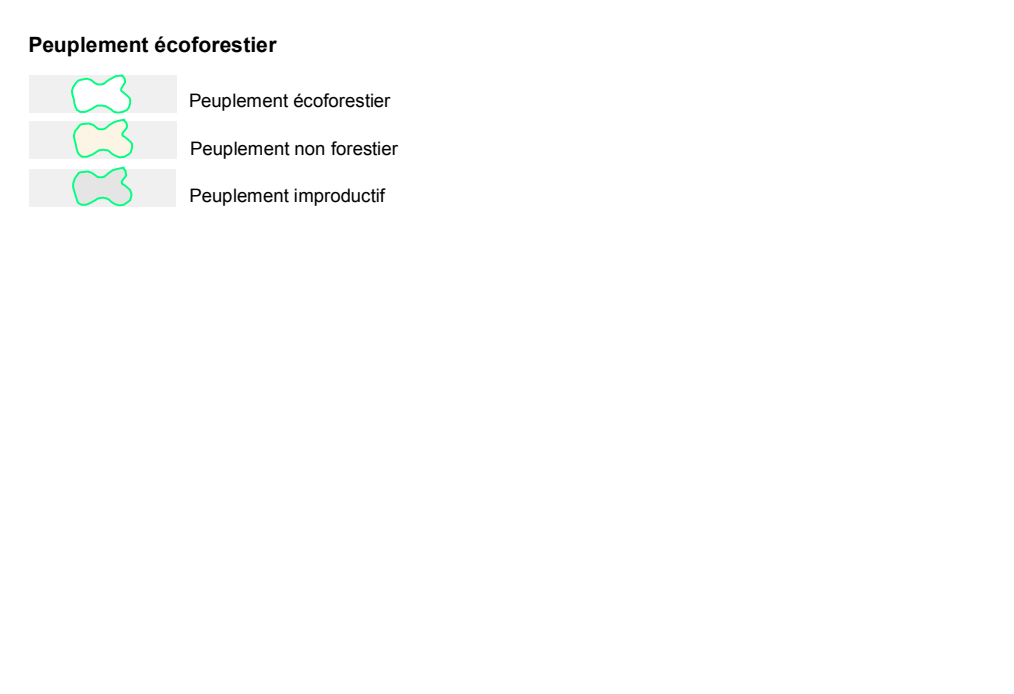 Peuplement écoforestier
Peuplement écoforestier
Peuplement non forestier
Peuplement improductif